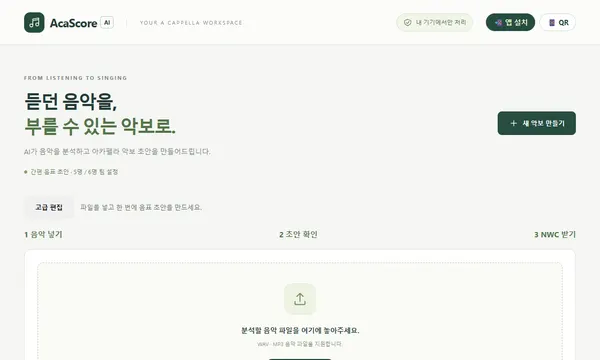 AcaScore AI
YOUR A CAPPELLA WORKSPACE
내 기기에서만 처리
앱 설치
QR
FROM LISTENING TO SINGING
듣던 음악을,
부를 수 있는 악보로.
새 악보 만들기
AI가 음악을 분석하고 아카펠라 악보 초안을 만들어드립니다.
간편 음표 초안 · 5명 / 6명 팀 설정
고급 편집
파일을 넣고 한 번에 음표 초안을 만드세요.
1 음악 넣기
2 초안 확인
3 NWC 받기
분석할 음악 파일을 여기에 놓아주세요.
WAV · MP3 음악 파일을 지원합니다.